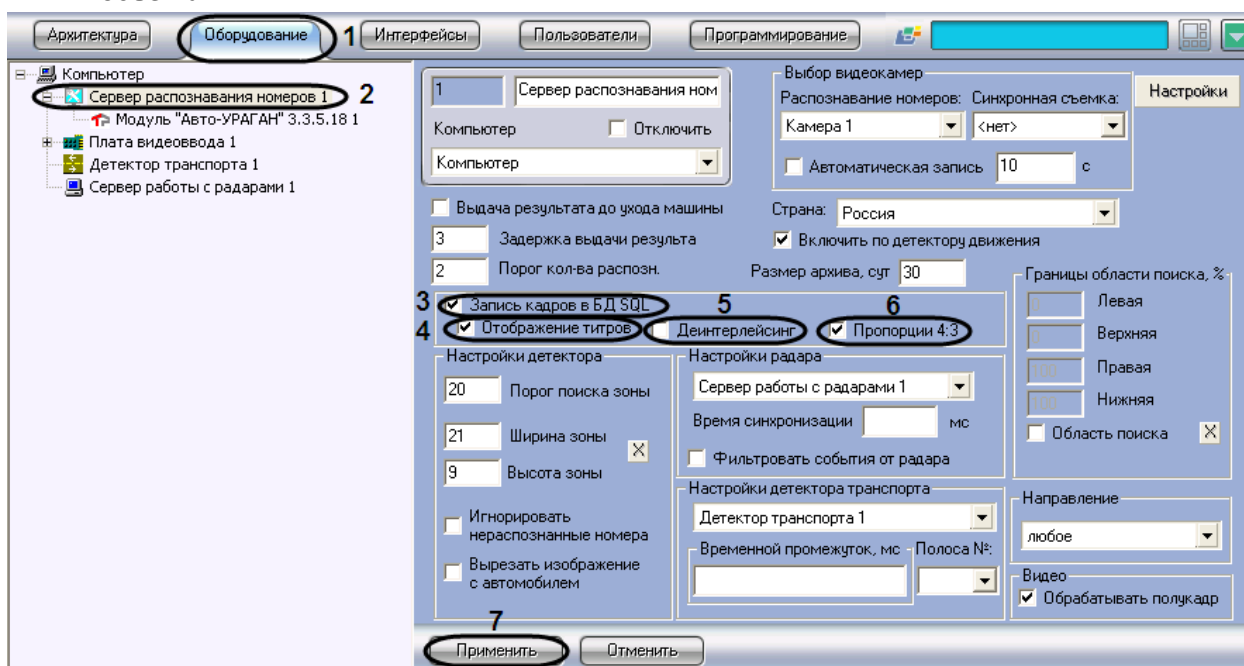 Архитектура Оборудование 1 Интерфейсы Пользователи Программирование
Компьютер
Сервер распознавания номеров 1 2
Модуль "Авто-УРАГАН" 3.3.5.18 1
Плата видеоввода 1
Детектор транспорта 1
Сервер работы с радарами 1
1 Сервер распознавания ном
Компьютер Отключить
Компьютер
Выбор видеокамер
Распознавание номеров: Синхронная съемка:
Камера 1 <нет>
Автоматическая запись 10 с
Настройки
Выдача результата до ухода машины
Страна: Россия
3 Задержка выдачи результа
Включить по детектору движения
2 Порог кол-ва распозн.
Размер архива, сут 30
3 Запись кадров в БД SQL 5 6
4 Отображение титров Деинтерлейсинг Пропорции 4:3
Границы области поиска, %
0 Левая
0 Верхняя
100 Правая
100 Нижняя
Область поиска X
Настройки детектора
20 Порог поиска зоны
21 Ширина зоны
X
9 Высота зоны
Игнорировать
нераспознанные номера
Вырезать изображение
с автомобилем
Настройки радара
Сервер работы с радарами 1
Время синхронизации мс
Фильтровать события от радара
Настройки детектора транспорта
Детектор транспорта 1
Временной промежуток, мс Полоса №:
Направление
любое
Видео
Обрабатывать полукадр
7
Применить Отменить